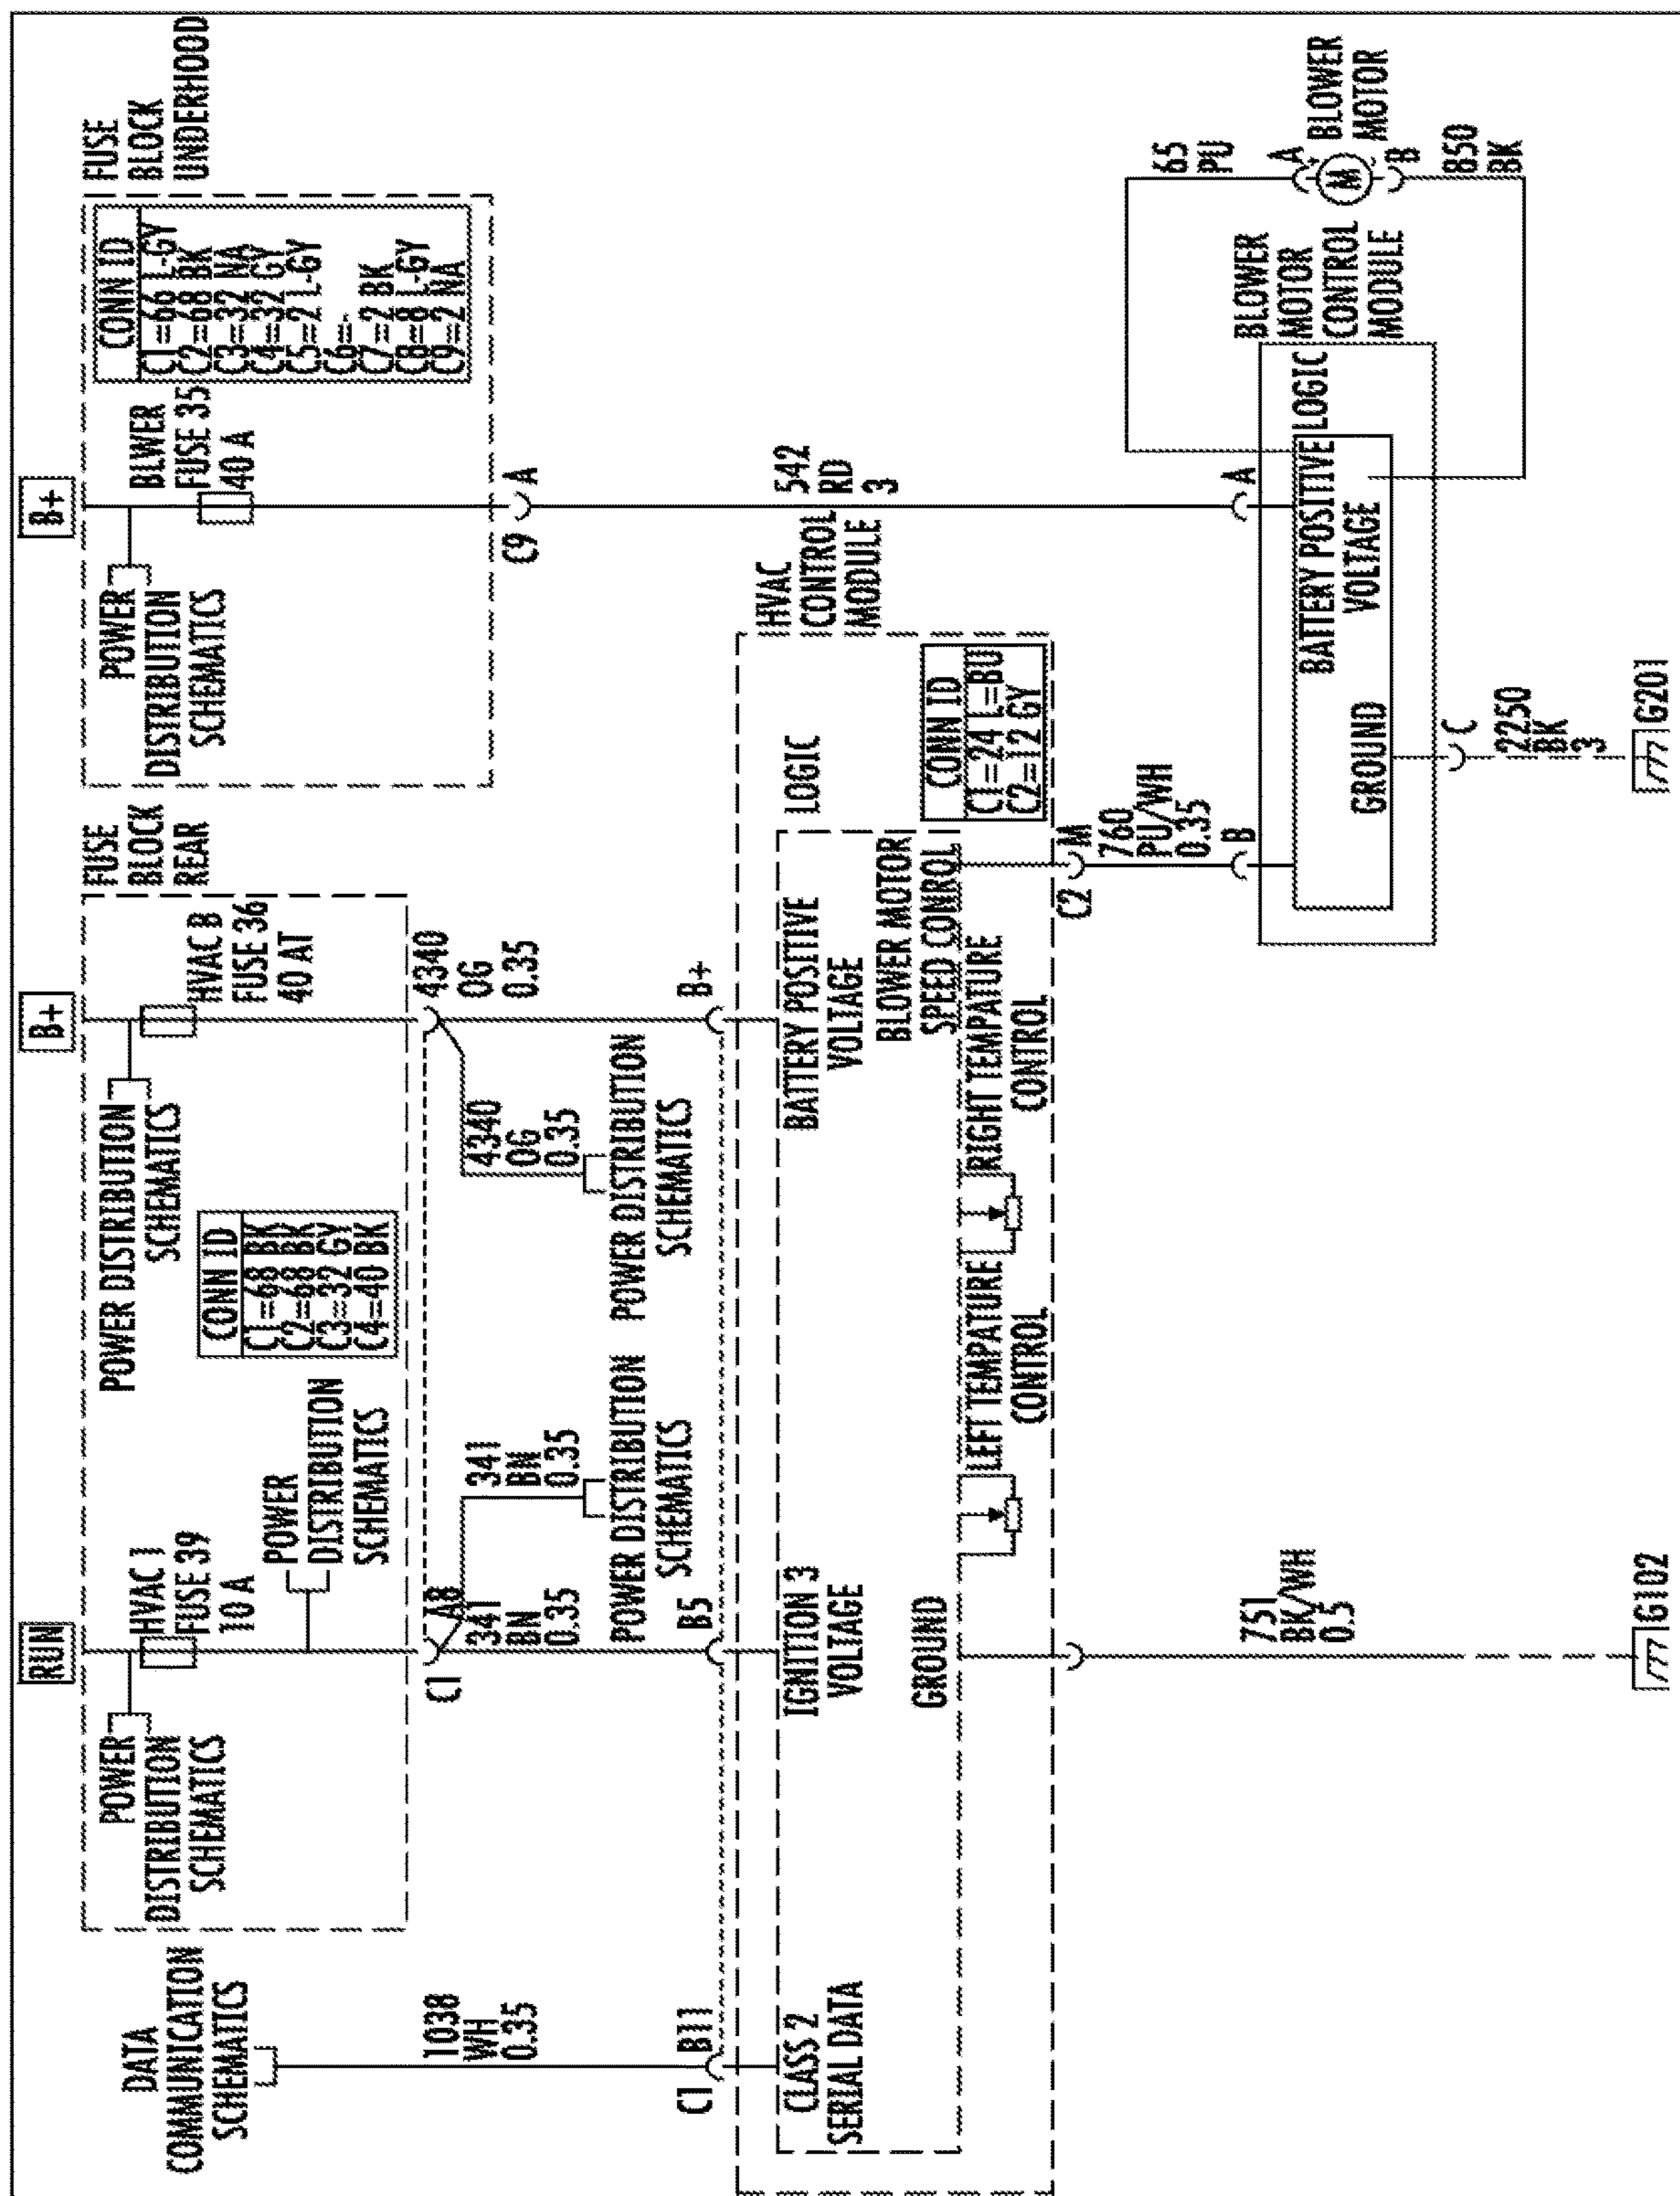 DATA
COMMUNICATION
SCHEMATICS
1038
WH
0.35
C1
B11
CLASS 2
SERIAL DATA
RUN
POWER
DISTRIBUTION
SCHEMATICS
HVAC 1
FUSE 39
10 A
POWER
DISTRIBUTION
SCHEMATICS
C1
A8
341
BN
0.35
341
BN
0.35
POWER DISTRIBUTION
SCHEMATICS
B5
IGNITION 3
VOLTAGE
GROUND
751
BK/WH
0.5
G102
CONN ID
C1=68 BK
C2=68 BK
C3=32 GY
C4=40 BK
B+
POWER DISTRIBUTION
SCHEMATICS
HVAC B
FUSE 36
40 AT
FUSE
BLOCK
REAR
4340
OG
0.35
4340
OG
0.35
POWER DISTRIBUTION
SCHEMATICS
B+
BATTERY POSITIVE
VOLTAGE
BLOWER MOTOR
SPEED CONROL
LEFT TEMPATURE
CONTROL
RIGHT TEMPATURE
CONTROL
LOGIC
CONN ID
C1=24 L=BU
C2=12 GY
HVAC
CONTROL
MODULE
C2
M
760
PU/WH
0.35
B
B+
POWER
DISTRIBUTION
SCHEMATICS
BLWER
FUSE 35
40 A
CONN ID
C1=66 L-GY
C2=68 BK
C3=32 NA
C4=32 GY
C5=2 L-GY
C6=-
C7=2 BK
C8=8 L-GY
C9=2 NA
FUSE
BLOCK
UNDERHOOD
C9
A
542
RD
3
A
BATTERY POSITIVE
VOLTAGE
GROUND
LOGIC
BLOWER
MOTOR
CONTROL
MODULE
C
2250
BK
3
G201
65
PU
A
+
M
-
B
BLOWER
MOTOR
850
BK